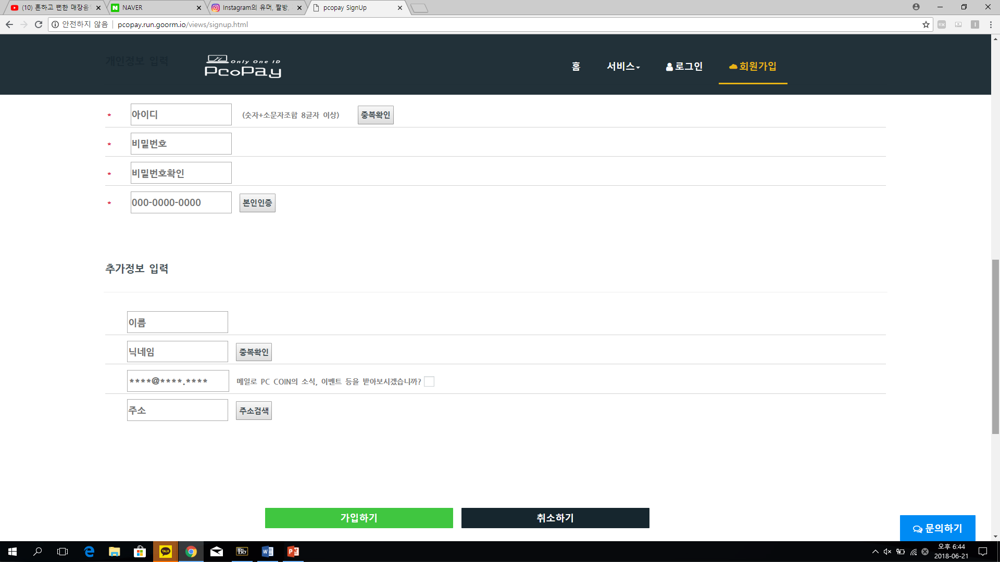 (10) 흔하고 뻔한 매장음
NAVER
Instagram의 유머, 짤방,
pcopay SignUp
안전하지 않음
pcopay.run.goorm.io/views/signup.html
개인정보 입력
Only One ID
PcoPay
홈
서비스
로그인
회원가입
* 아이디 (숫자+소문자조합 8글자 이상) 중복확인
* 비밀번호
* 비밀번호확인
* 000-0000-0000 본인인증
추가정보 입력
이름
닉네임 중복확인
****@****.**** 메일로 PC COIN의 소식, 이벤트 등을 받아보시겠습니까?
주소 주소검색
가입하기
취소하기
문의하기
TALK
Bb
오후 6:44
2018-06-21